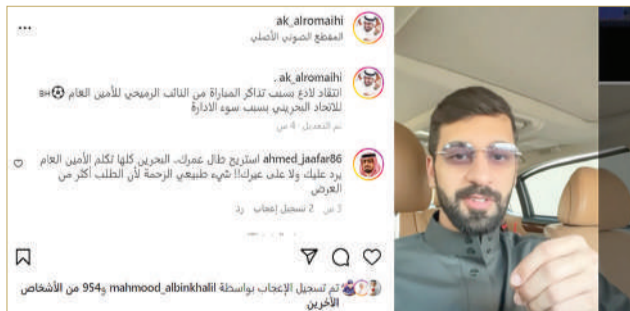 ak_alromaihi
المقطع الصوتي الأصلي
ak_alromaihi .
انتقاد لاذع بسبب تذاكر المباراة من النائب الرميحي للأمين العام ⚽ BH
للاتحاد البحريني بسبب سوء الادارة
تم التعديل · 4 س
ahmed_jaafar86 استريح طال عمرك.. البحرين كلها تكلم الأمين العام
يرد عليك ولا على غيرك!! شيء طبيعي الزحمة لأن الطلب أكثر من
العرض
3 س 2 تسجيل إعجاب رد
تم تسجيل الإعجاب بواسطة mahmood_albinkhalil و954 من الأشخاص
الآخرين